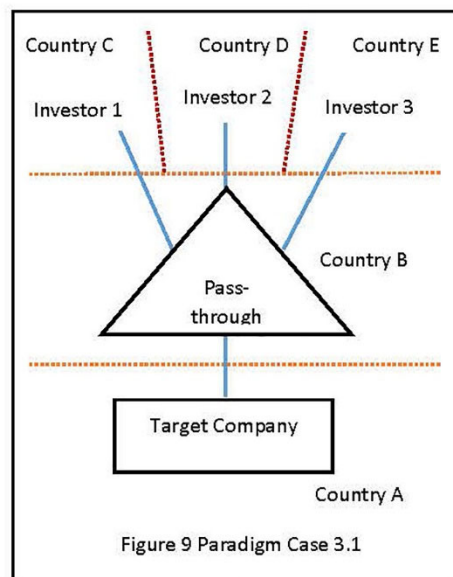 Country C
Country D
Country E
Investor 1
Investor 2
Investor 3
Country B
Pass-
through
Target Company
Country A
Figure 9 Paradigm Case 3.1